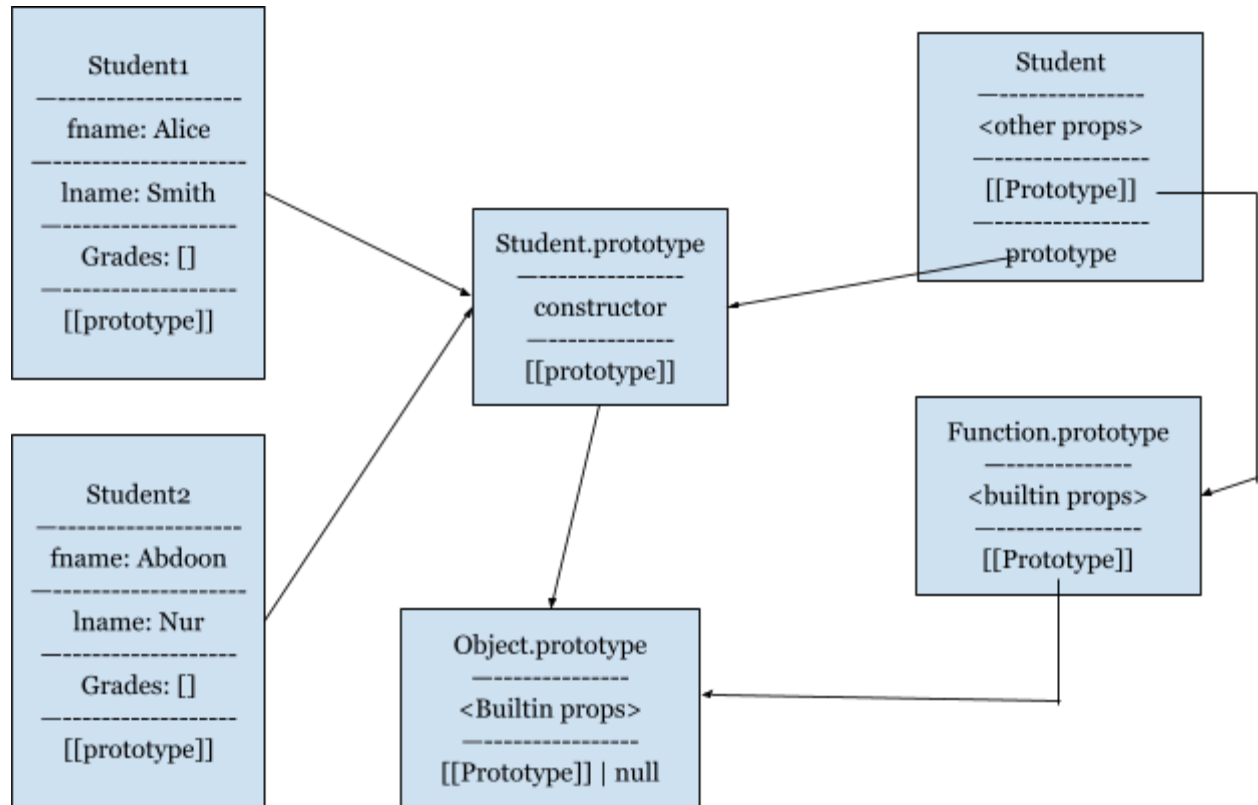 Student1
—-------------------
fname: Alice
—--------------------
lname: Smith
—------------------
Grades: []
—------------------
[[prototype]]
Student2
—-------------------
fname: Abdoon
—-------------------
lname: Nur
—------------------
Grades: []
—------------------
[[prototype]]
Student.prototype
—---------------
constructor
—-------------
[[prototype]]
Object.prototype
—--------------
<Builtin props>
—----------------
[[Prototype]] | null
Student
—---------------
<other props>
—----------------
[[Prototype]]
—----------------
prototype
Function.prototype
—-------------
<builtin props>
—---------------
[[Prototype]]